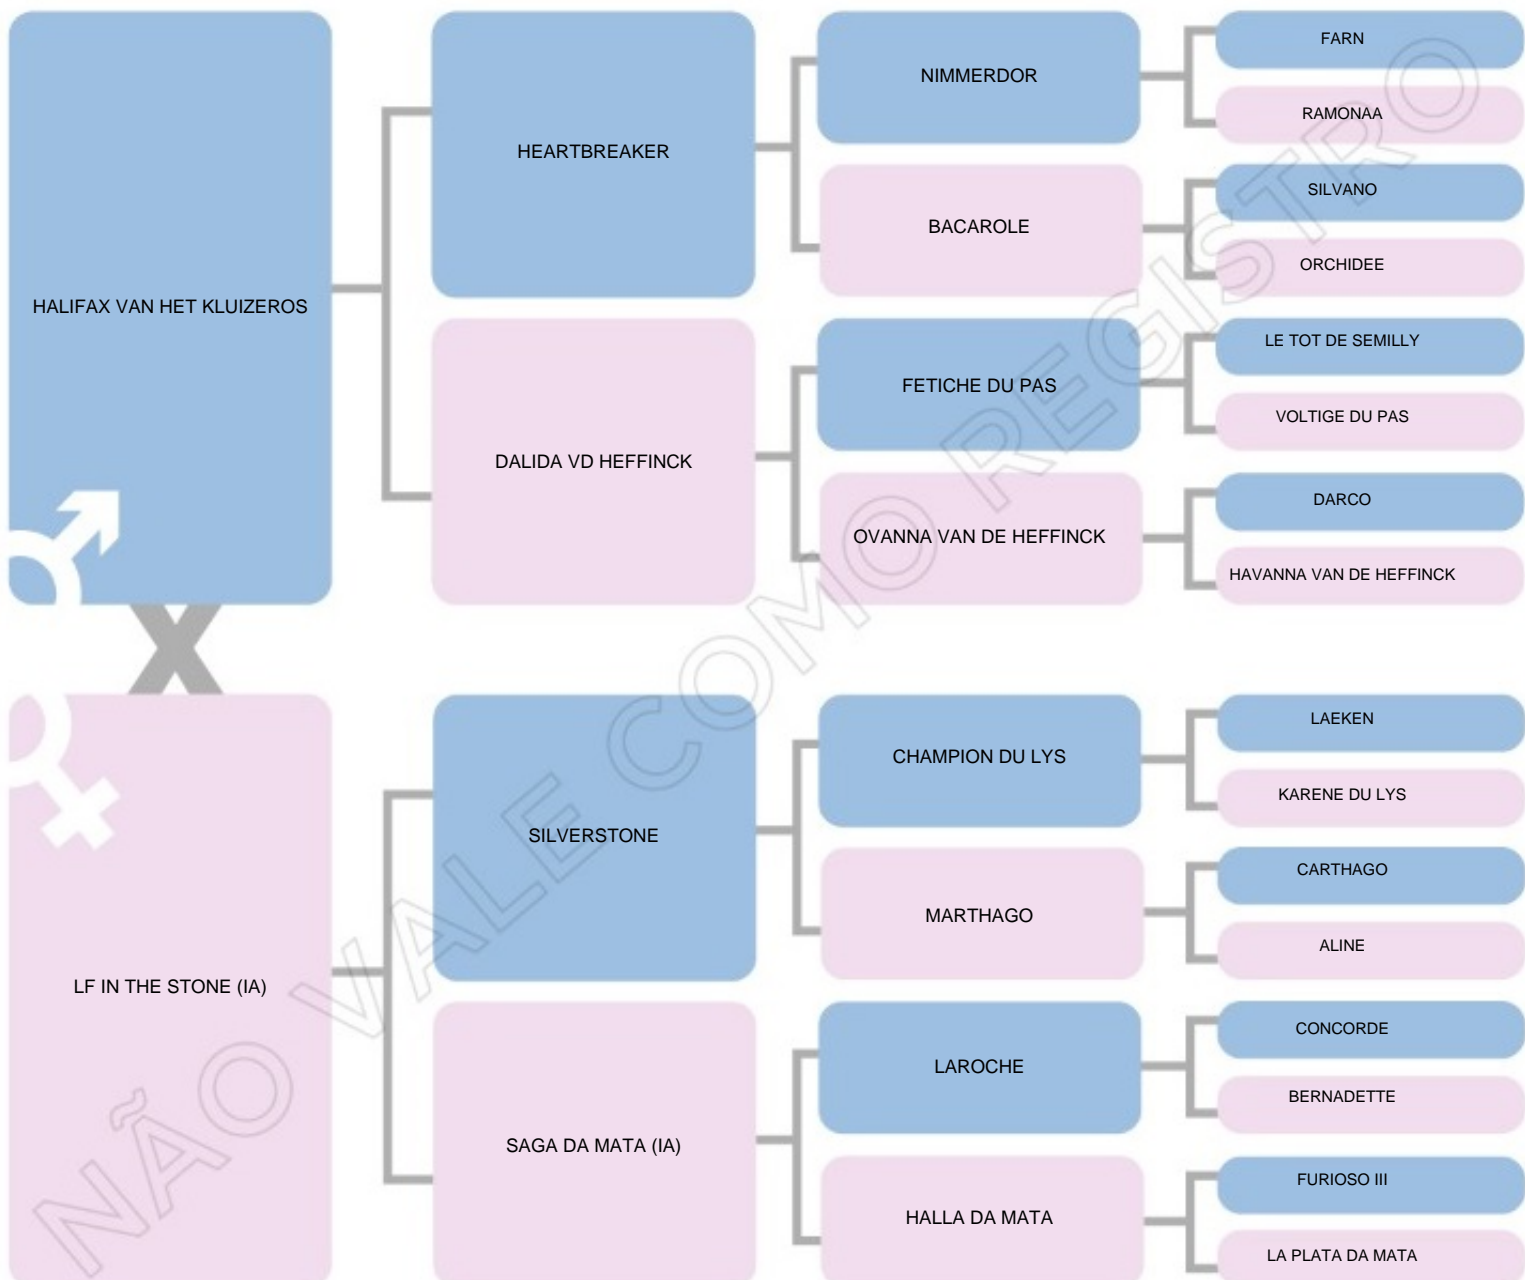 HALIFAX VAN HET KLUIZEROS
HEARTBREAKER
NIMMERDOR
FARN
RAMONAA
BACAROLE
SILVANO
ORCHIDEE
DALIDA VD HEFFINCK
FETICHE DU PAS
LE TOT DE SEMILLY
VOLTIGE DU PAS
OVANNA VAN DE HEFFINCK
DARCO
HAVANNA VAN DE HEFFINCK
X
LF IN THE STONE (IA)
SILVERSTONE
CHAMPION DU LYS
LAEKEN
KARENE DU LYS
MARTHAGO
CARTHAGO
ALINE
SAGA DA MATA (IA)
LAROCHE
CONCORDE
BERNADETTE
HALLA DA MATA
FURIOSO III
LA PLATA DA MATA
NÃO VALE COMO REGISTRO